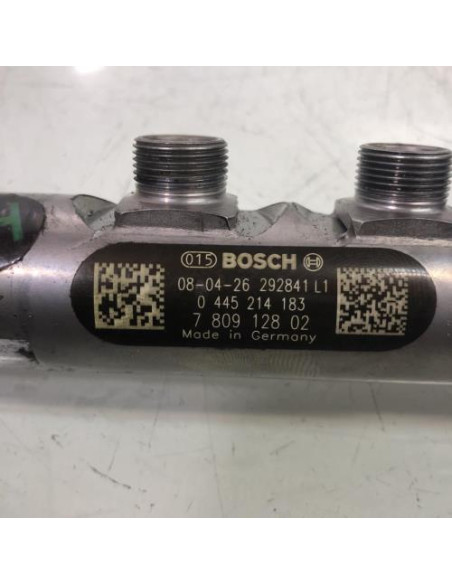 015 BOSCH
08-04-26 292841 L1
0 445 214 183
7 809 128 02
Made in Germany